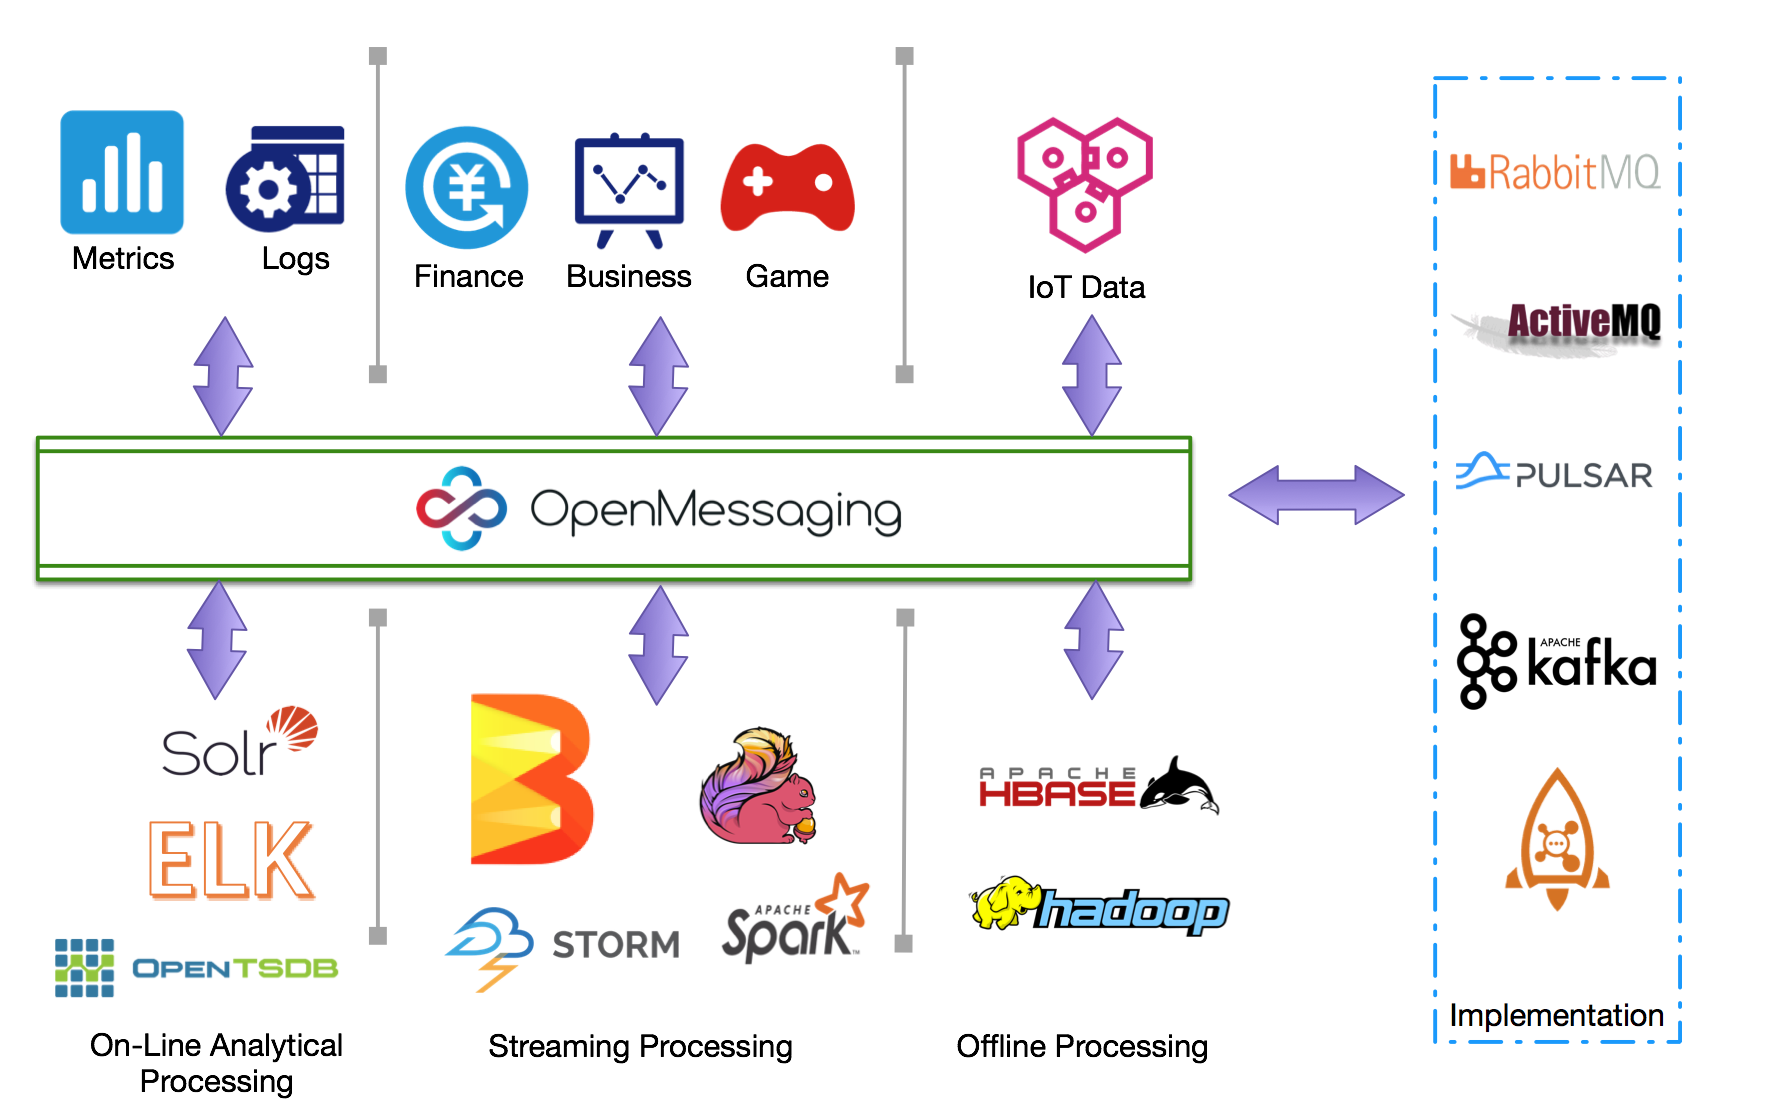 Metrics
Logs
Finance
Business
Game
IoT Data
OpenMessaging
RabbitMQ
ActiveMQ
PULSAR
APACHE
kafka
Implementation
Solr
ELK
OPENTSDB
On-Line Analytical
Processing
STORM
APACHE
Spark™
Streaming Processing
APACHE
HBASE
hadoop
Offline Processing